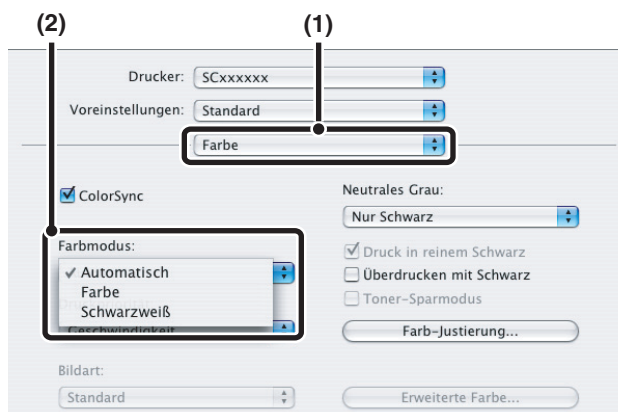 (2) (1)
Drucker: SCxxxxxx
Voreinstellungen: Standard
Farbe
ColorSync
Neutrales Grau:
Nur Schwarz
Farbmodus:
✓ Automatisch
Farbe
Schwarzweiß
Geschwindigkeit
Druck in reinem Schwarz
Überdrucken mit Schwarz
Toner-Sparmodus
Farb-Justierung...
Bildart:
Standard
Erweiterte Farbe...